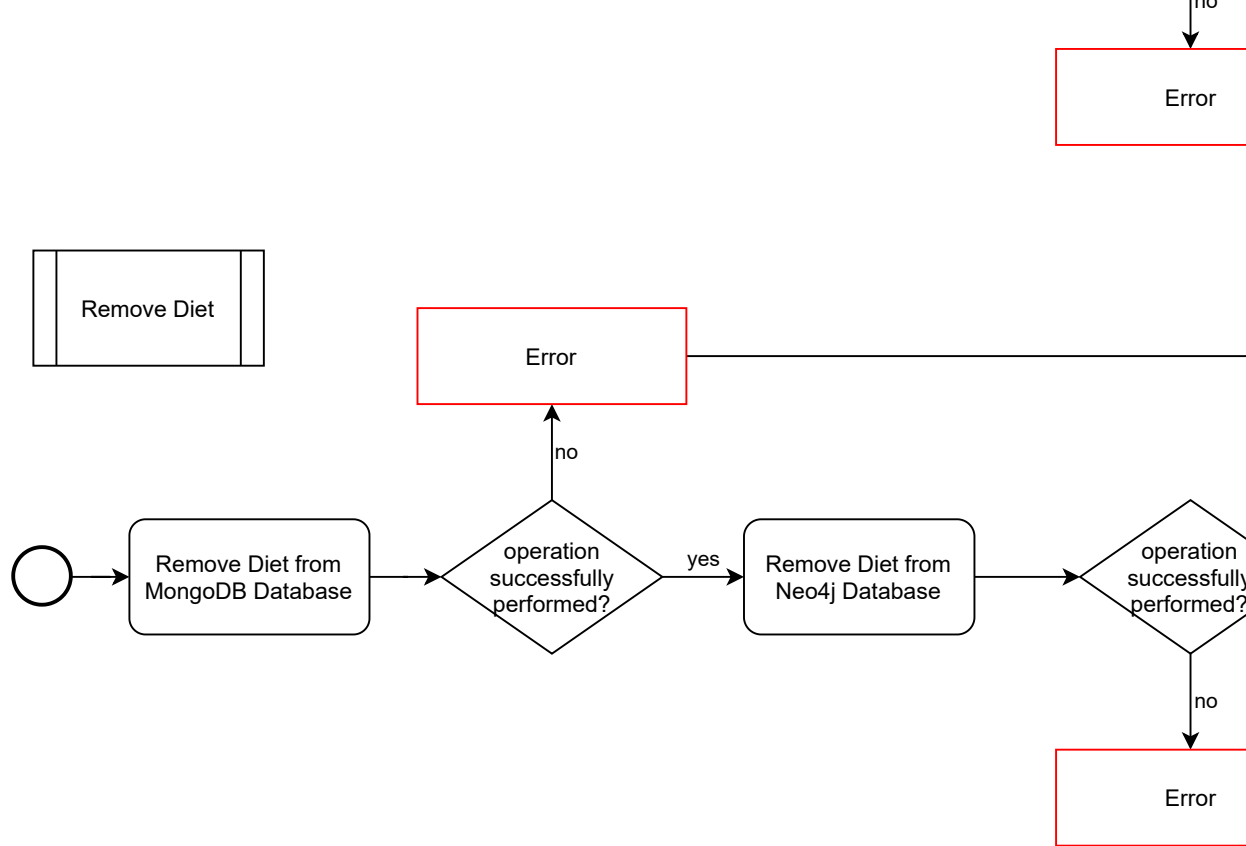 no
Error
Remove Diet
Error
no
Remove Diet from
MongoDB Database
operation
successfully
performed?
yes
Remove Diet from
Neo4j Database
operation
successfully
performed?
no
Error